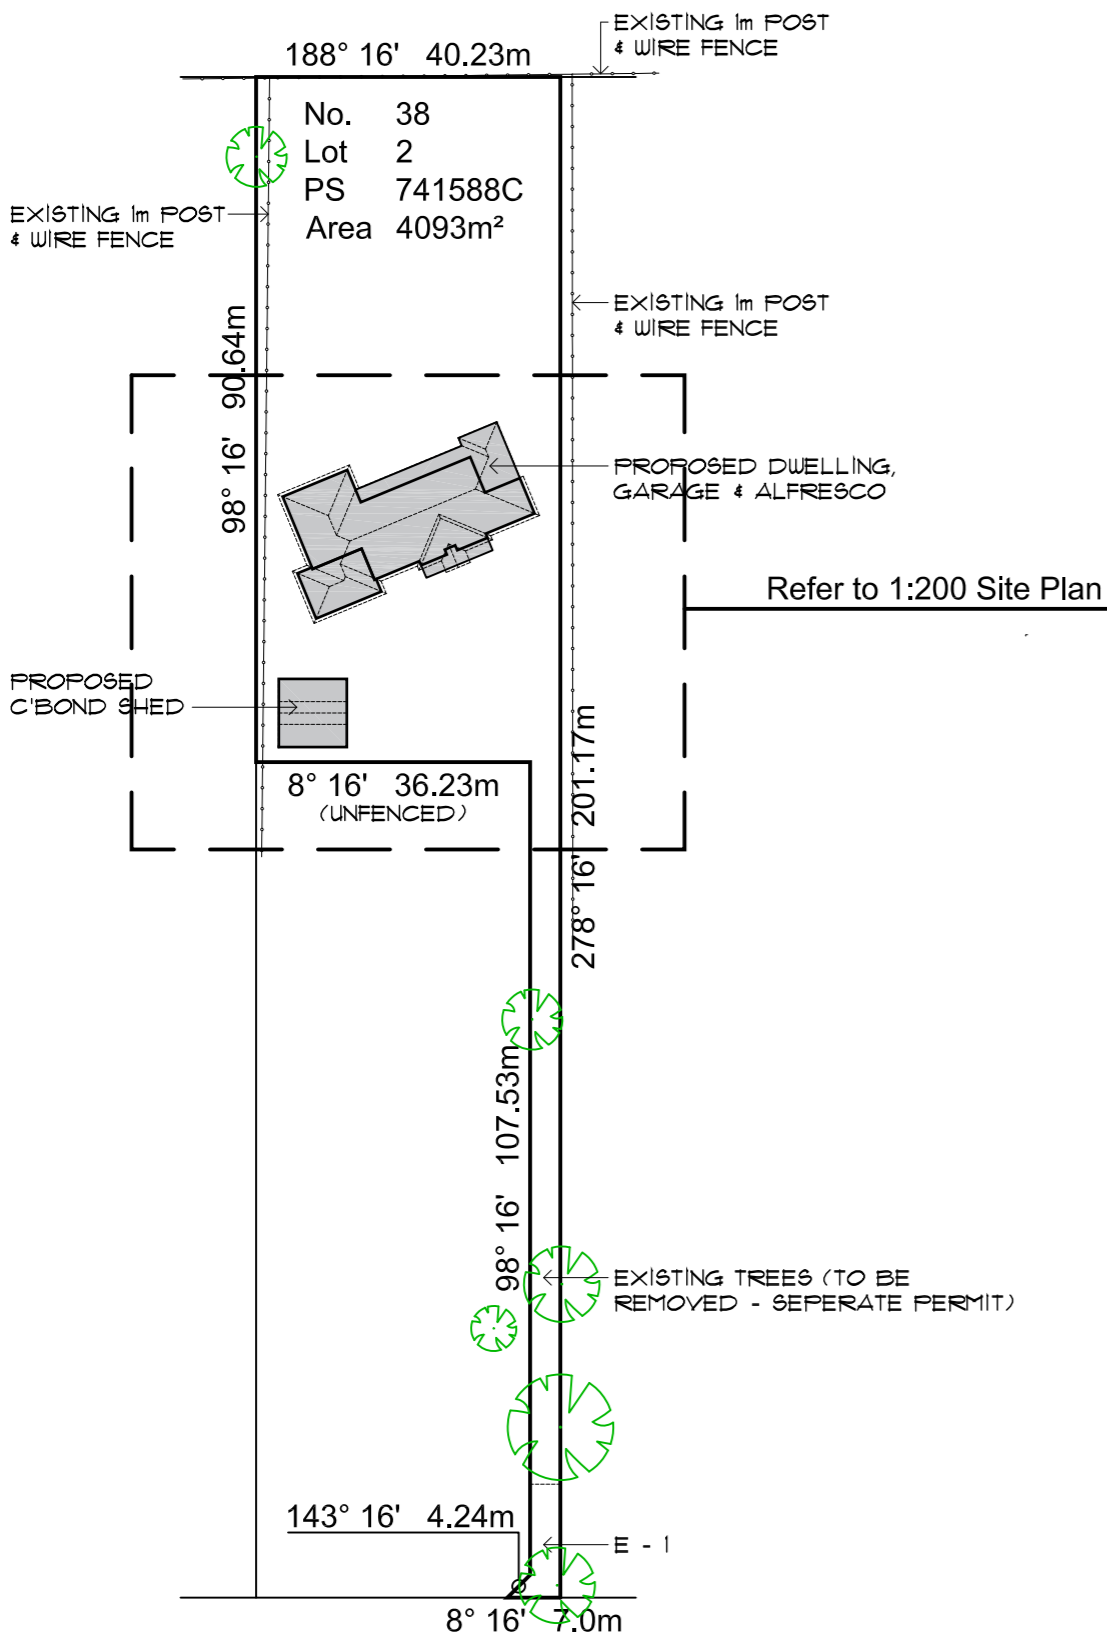 EXISTING 1m POST
& WIRE FENCE
188° 16' 40.23m
No. 38
Lot 2
PS 741588C
Area 4093m²
EXISTING 1m POST
& WIRE FENCE
EXISTING 1m POST
& WIRE FENCE
98° 16' 90.64m
PROPOSED DWELLING,
GARAGE & ALFRESCO
Refer to 1:200 Site Plan
PROPOSED
C'BOND SHED
8° 16' 36.23m
(UNFENCED)
278° 16' 201.17m
98° 16' 107.53m
EXISTING TREES (TO BE
REMOVED - SEPERATE PERMIT)
143° 16' 4.24m
E - 1
8° 16' 7.0m